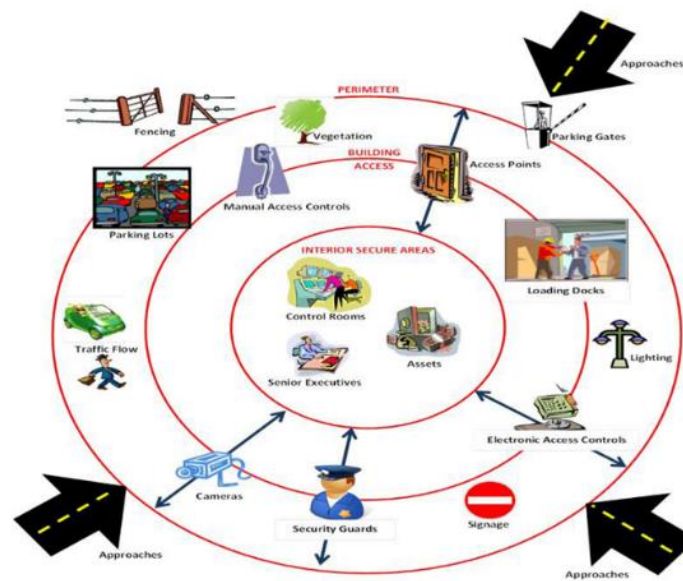 Approaches
PERIMETER
Fencing
Vegetation
Parking Gates
BUILDING
ACCESS
Access Points
Manual Access Controls
Parking Lots
INTERIOR SECURE AREAS
Loading Docks
Control Rooms
Traffic Flow
Lighting
Senior Executives
Assets
Electronic Access Controls
Cameras
Security Guards
Signage
Approaches
Approaches